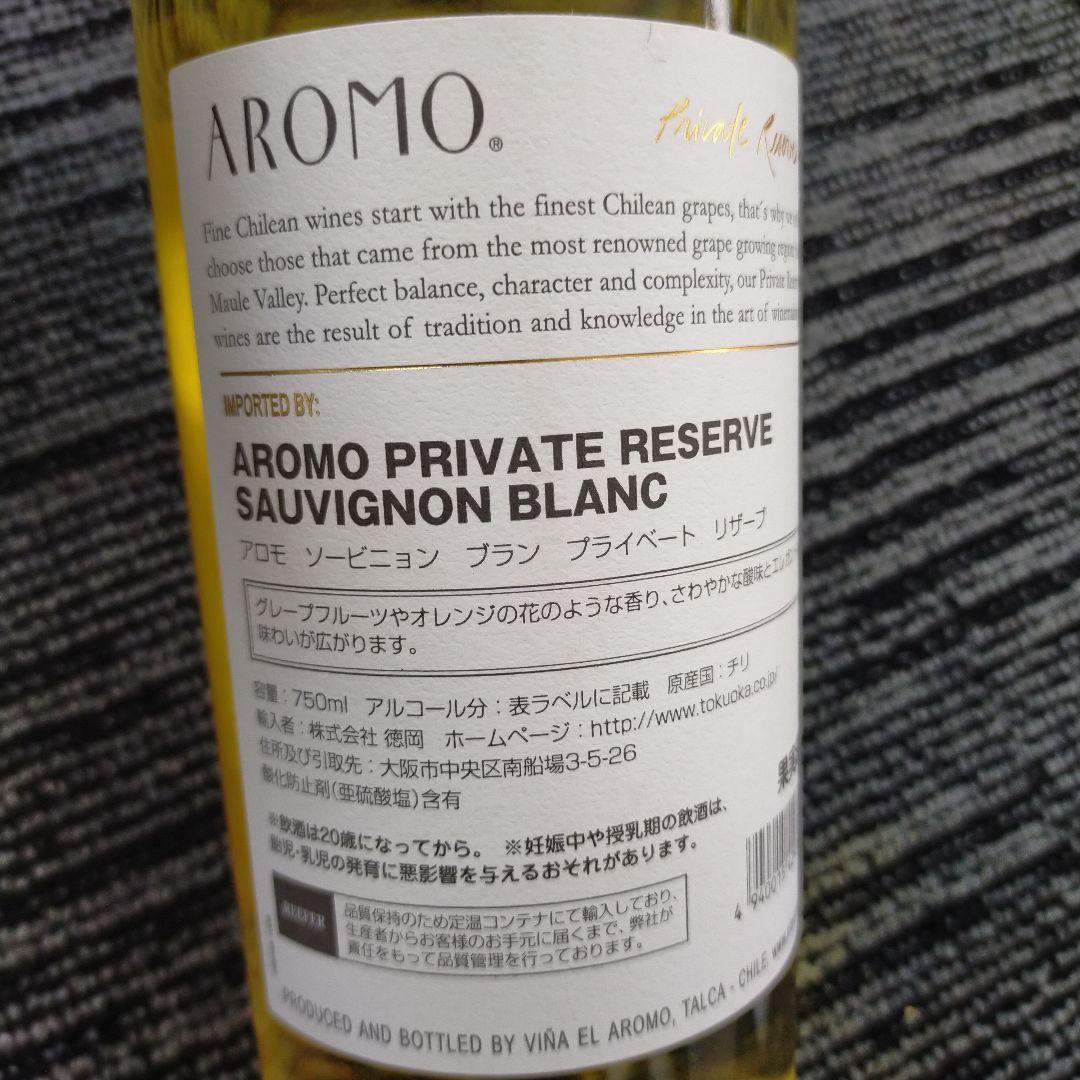 AROMO®
Private
Fine Chilean wines start with the finest Chilean grapes, that´s why we
choose those that came from the most renowned grape growing
Maule Valley. Perfect balance, character and complexity, our Private
wines are the result of tradition and knowledge in the art of
IMPORTED BY:
AROMO PRIVATE RESERVE
SAUVIGNON BLANC
アロモ ソービニョン ブラン プライベート リザーブ
グレープフルーツやオレンジの花のような香り、さわやかな酸味と
味わいが広がります。
容量：750ml アルコール分：表ラベルに記載 原産国：チリ
輸入者：株式会社 徳岡 ホームページ：http://www.tokuoka.co.jp/
住所及び引取先：大阪市中央区南船場3-5-26
酸化防止剤（亜硫酸塩）含有
※飲酒は20歳になってから。 ※妊娠中や授乳期の飲酒は、
胎児・乳児の発育に悪影響を与えるおそれがあります。
REEFER
品質保持のため定温コンテナにて輸入しており、
生産者からお客様のお手元に届くまで、弊社が
責任をもって品質管理を行っております。
PRODUCED AND BOTTLED BY VIÑA EL AROMO, TALCA - CHILE.